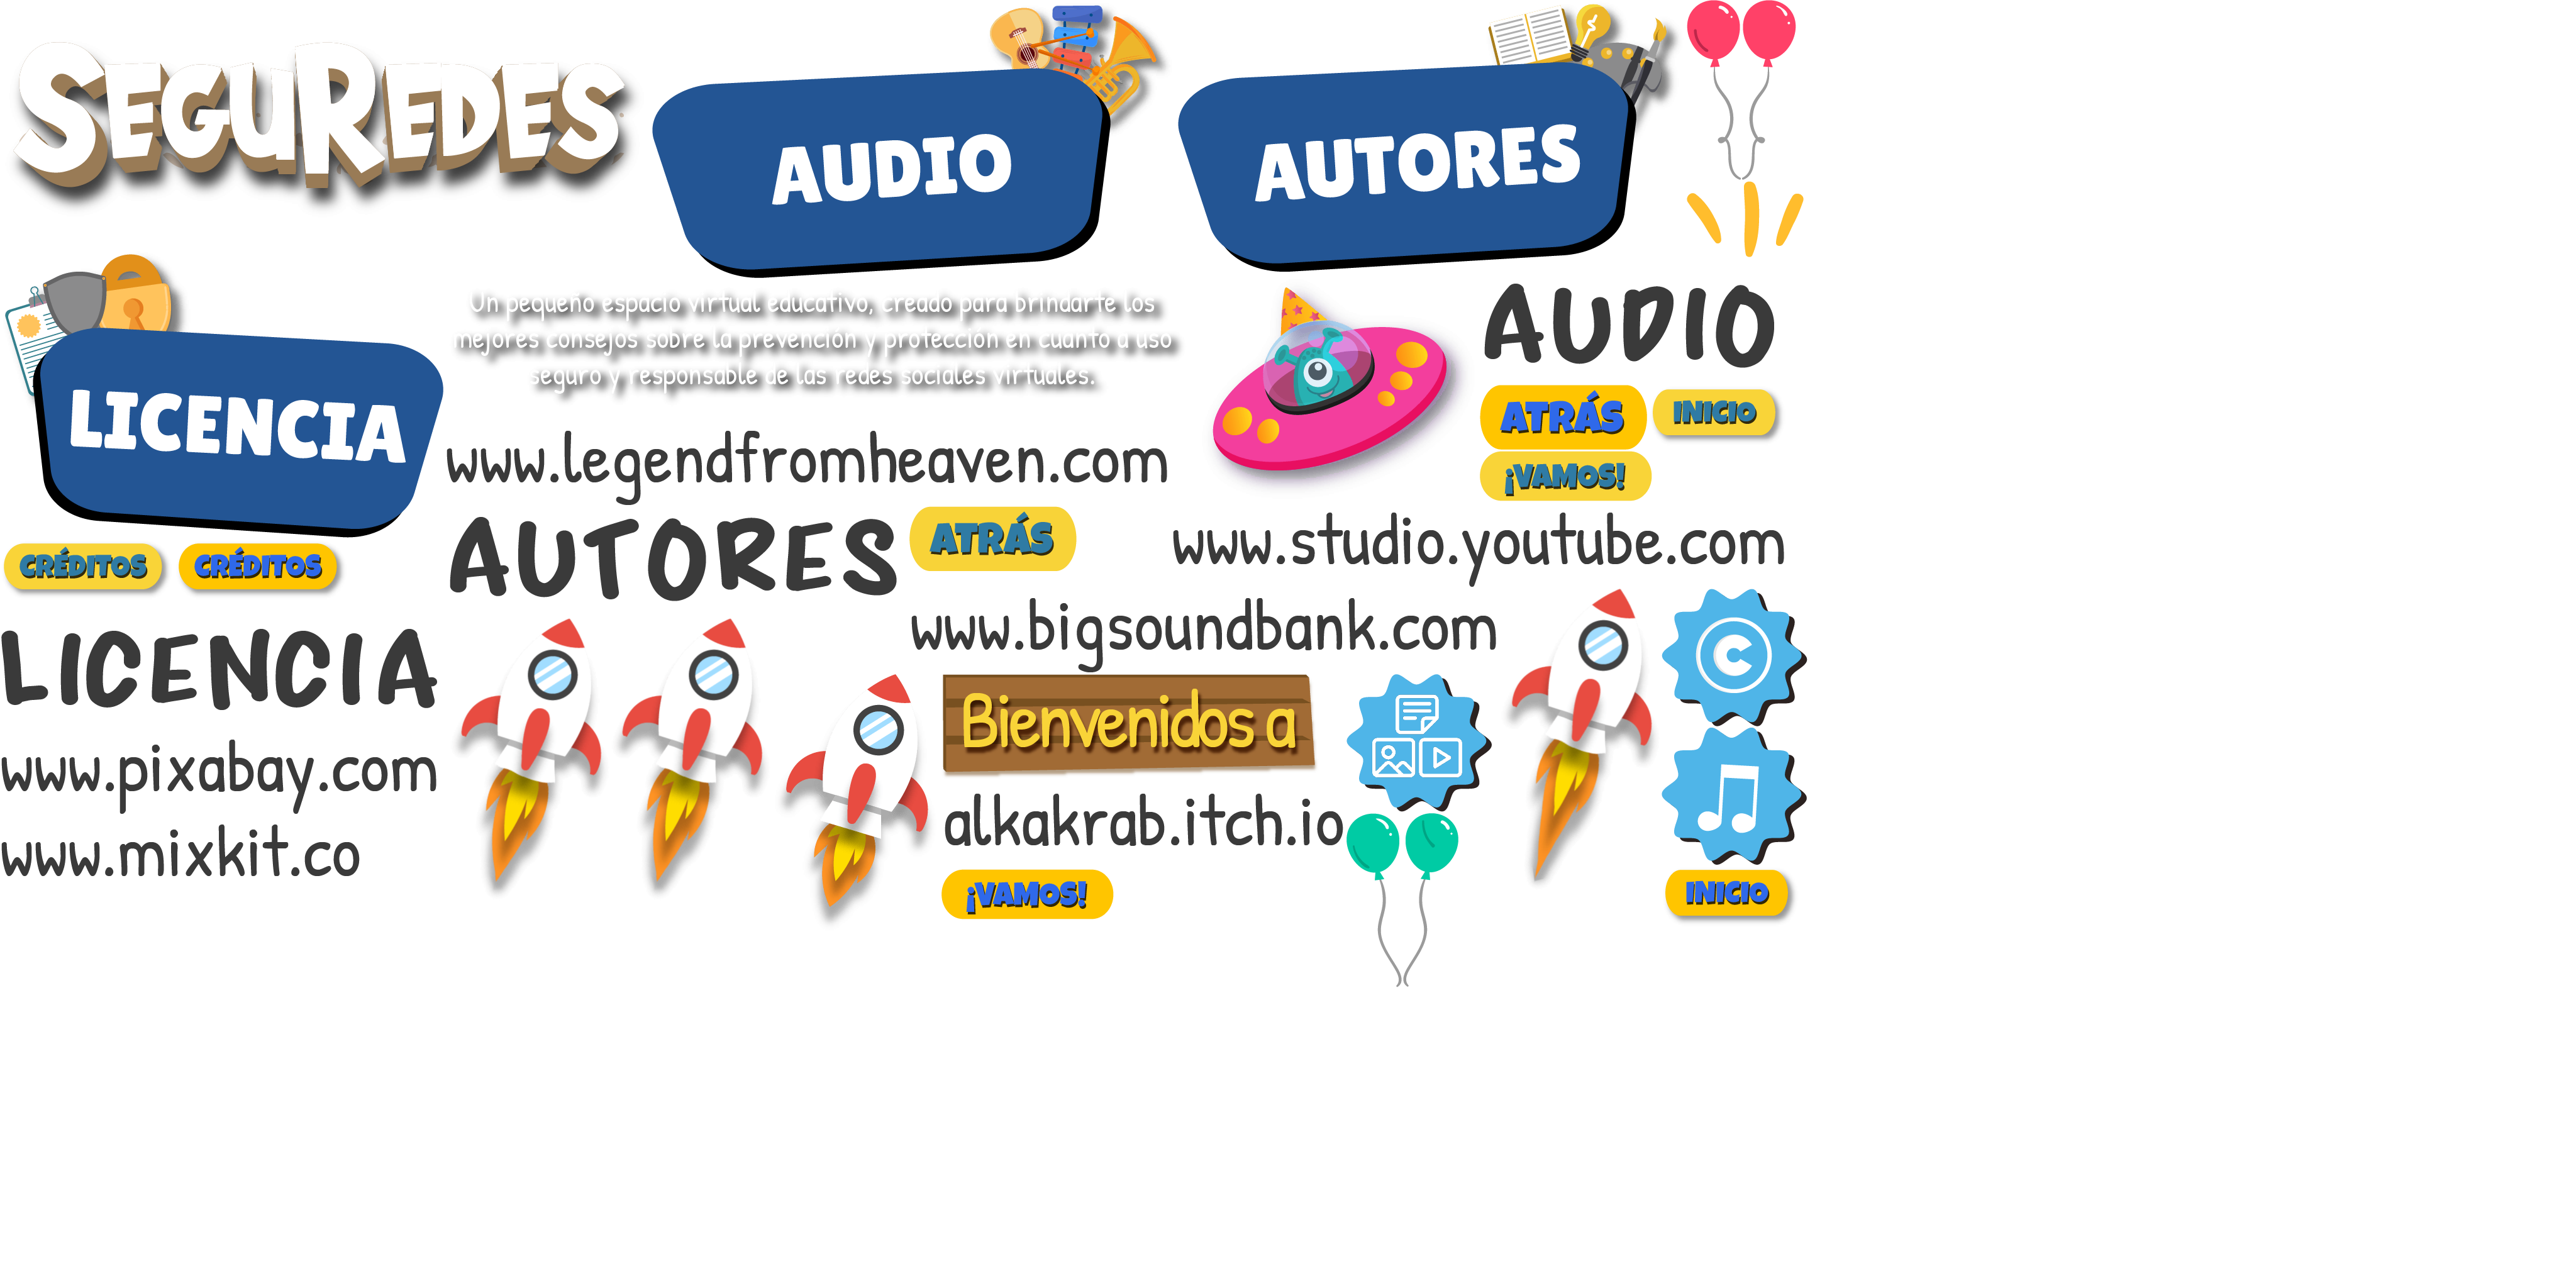 SEGUREDES
AUDIO
AUTORES
LICENCIA
Un pequeño espacio virtual educativo, creado para brindarte los
mejores consejos sobre la prevención y protección en cuanto a uso
seguro y responsable de las redes sociales virtuales.
AUDIO
ATRÁS
INICIO
¡VAMOS!
www.legendfromheaven.com
AUTORES
ATRÁS
www.studio.youtube.com
CRÉDITOS
CRÉDITOS
www.bigsoundbank.com
LICENCIA
C
Bienvenidos a
www.pixabay.com
alkakrab.itch.io
www.mixkit.co
¡VAMOS!
INICIO